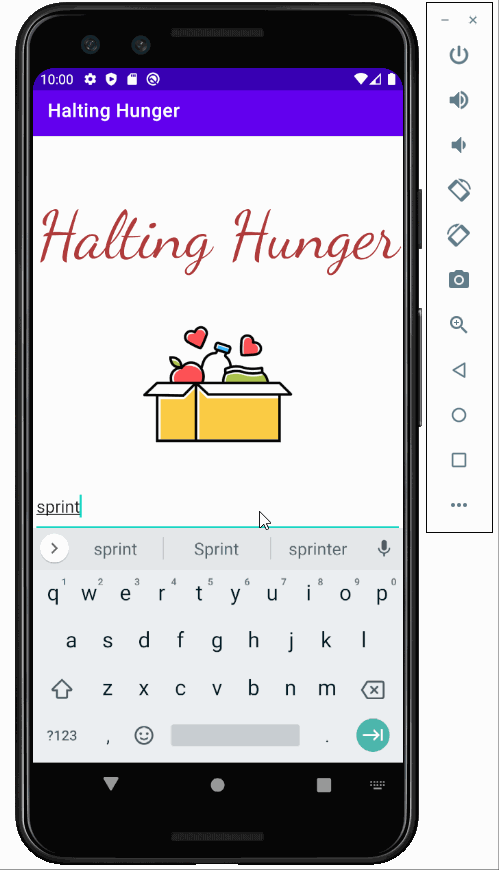 10:00
Halting Hunger
Halting Hunger
sprint
sprint Sprint sprinter
q1 w2 e3 r4 t5 y6 u7 i8 o9 p0
a s d f g h j k l
z x c v b n m
?123 , .